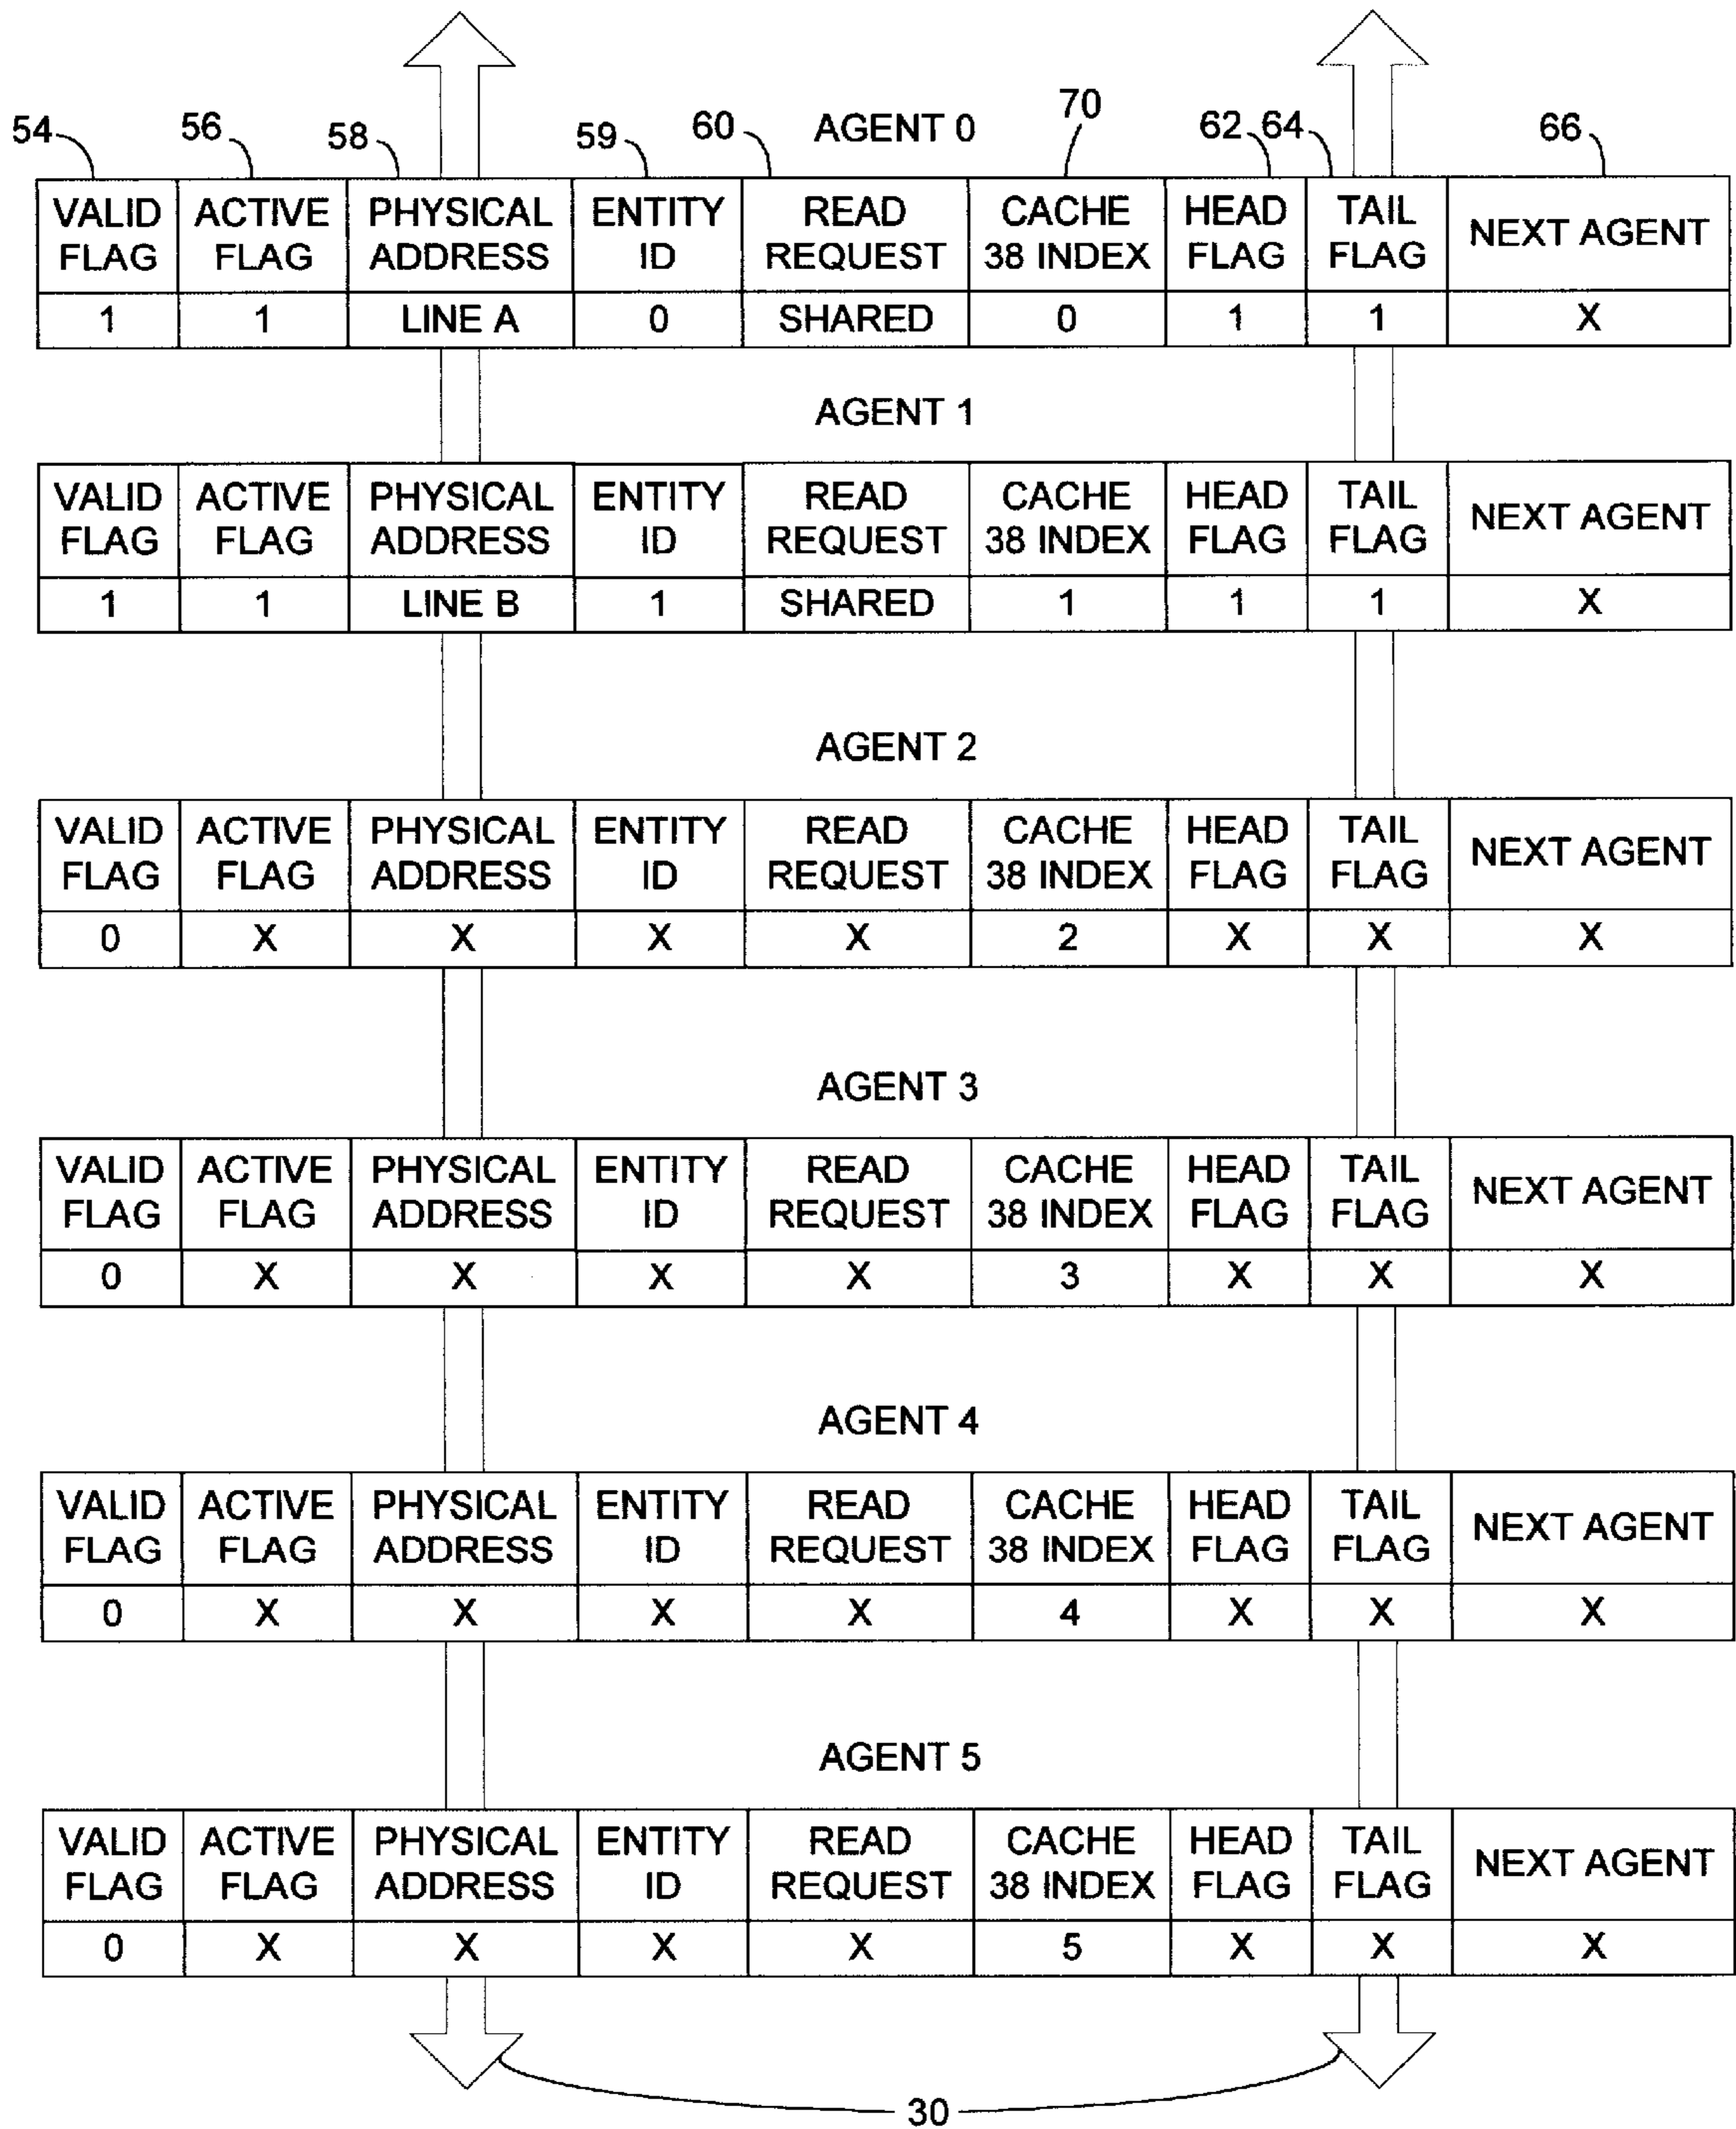 54 56 58 59 60 AGENT 0 70 62 64 66
VALID FLAG ACTIVE FLAG PHYSICAL ADDRESS ENTITY ID READ REQUEST CACHE 38 INDEX HEAD FLAG TAIL FLAG NEXT AGENT
1 1 LINE A 0 SHARED 0 1 1 X
AGENT 1
VALID FLAG ACTIVE FLAG PHYSICAL ADDRESS ENTITY ID READ REQUEST CACHE 38 INDEX HEAD FLAG TAIL FLAG NEXT AGENT
1 1 LINE B 1 SHARED 1 1 1 X
AGENT 2
VALID FLAG ACTIVE FLAG PHYSICAL ADDRESS ENTITY ID READ REQUEST CACHE 38 INDEX HEAD FLAG TAIL FLAG NEXT AGENT
0 X X X X 2 X X X
AGENT 3
VALID FLAG ACTIVE FLAG PHYSICAL ADDRESS ENTITY ID READ REQUEST CACHE 38 INDEX HEAD FLAG TAIL FLAG NEXT AGENT
0 X X X X 3 X X X
AGENT 4
VALID FLAG ACTIVE FLAG PHYSICAL ADDRESS ENTITY ID READ REQUEST CACHE 38 INDEX HEAD FLAG TAIL FLAG NEXT AGENT
0 X X X X 4 X X X
AGENT 5
VALID FLAG ACTIVE FLAG PHYSICAL ADDRESS ENTITY ID READ REQUEST CACHE 38 INDEX HEAD FLAG TAIL FLAG NEXT AGENT
0 X X X X 5 X X X
30